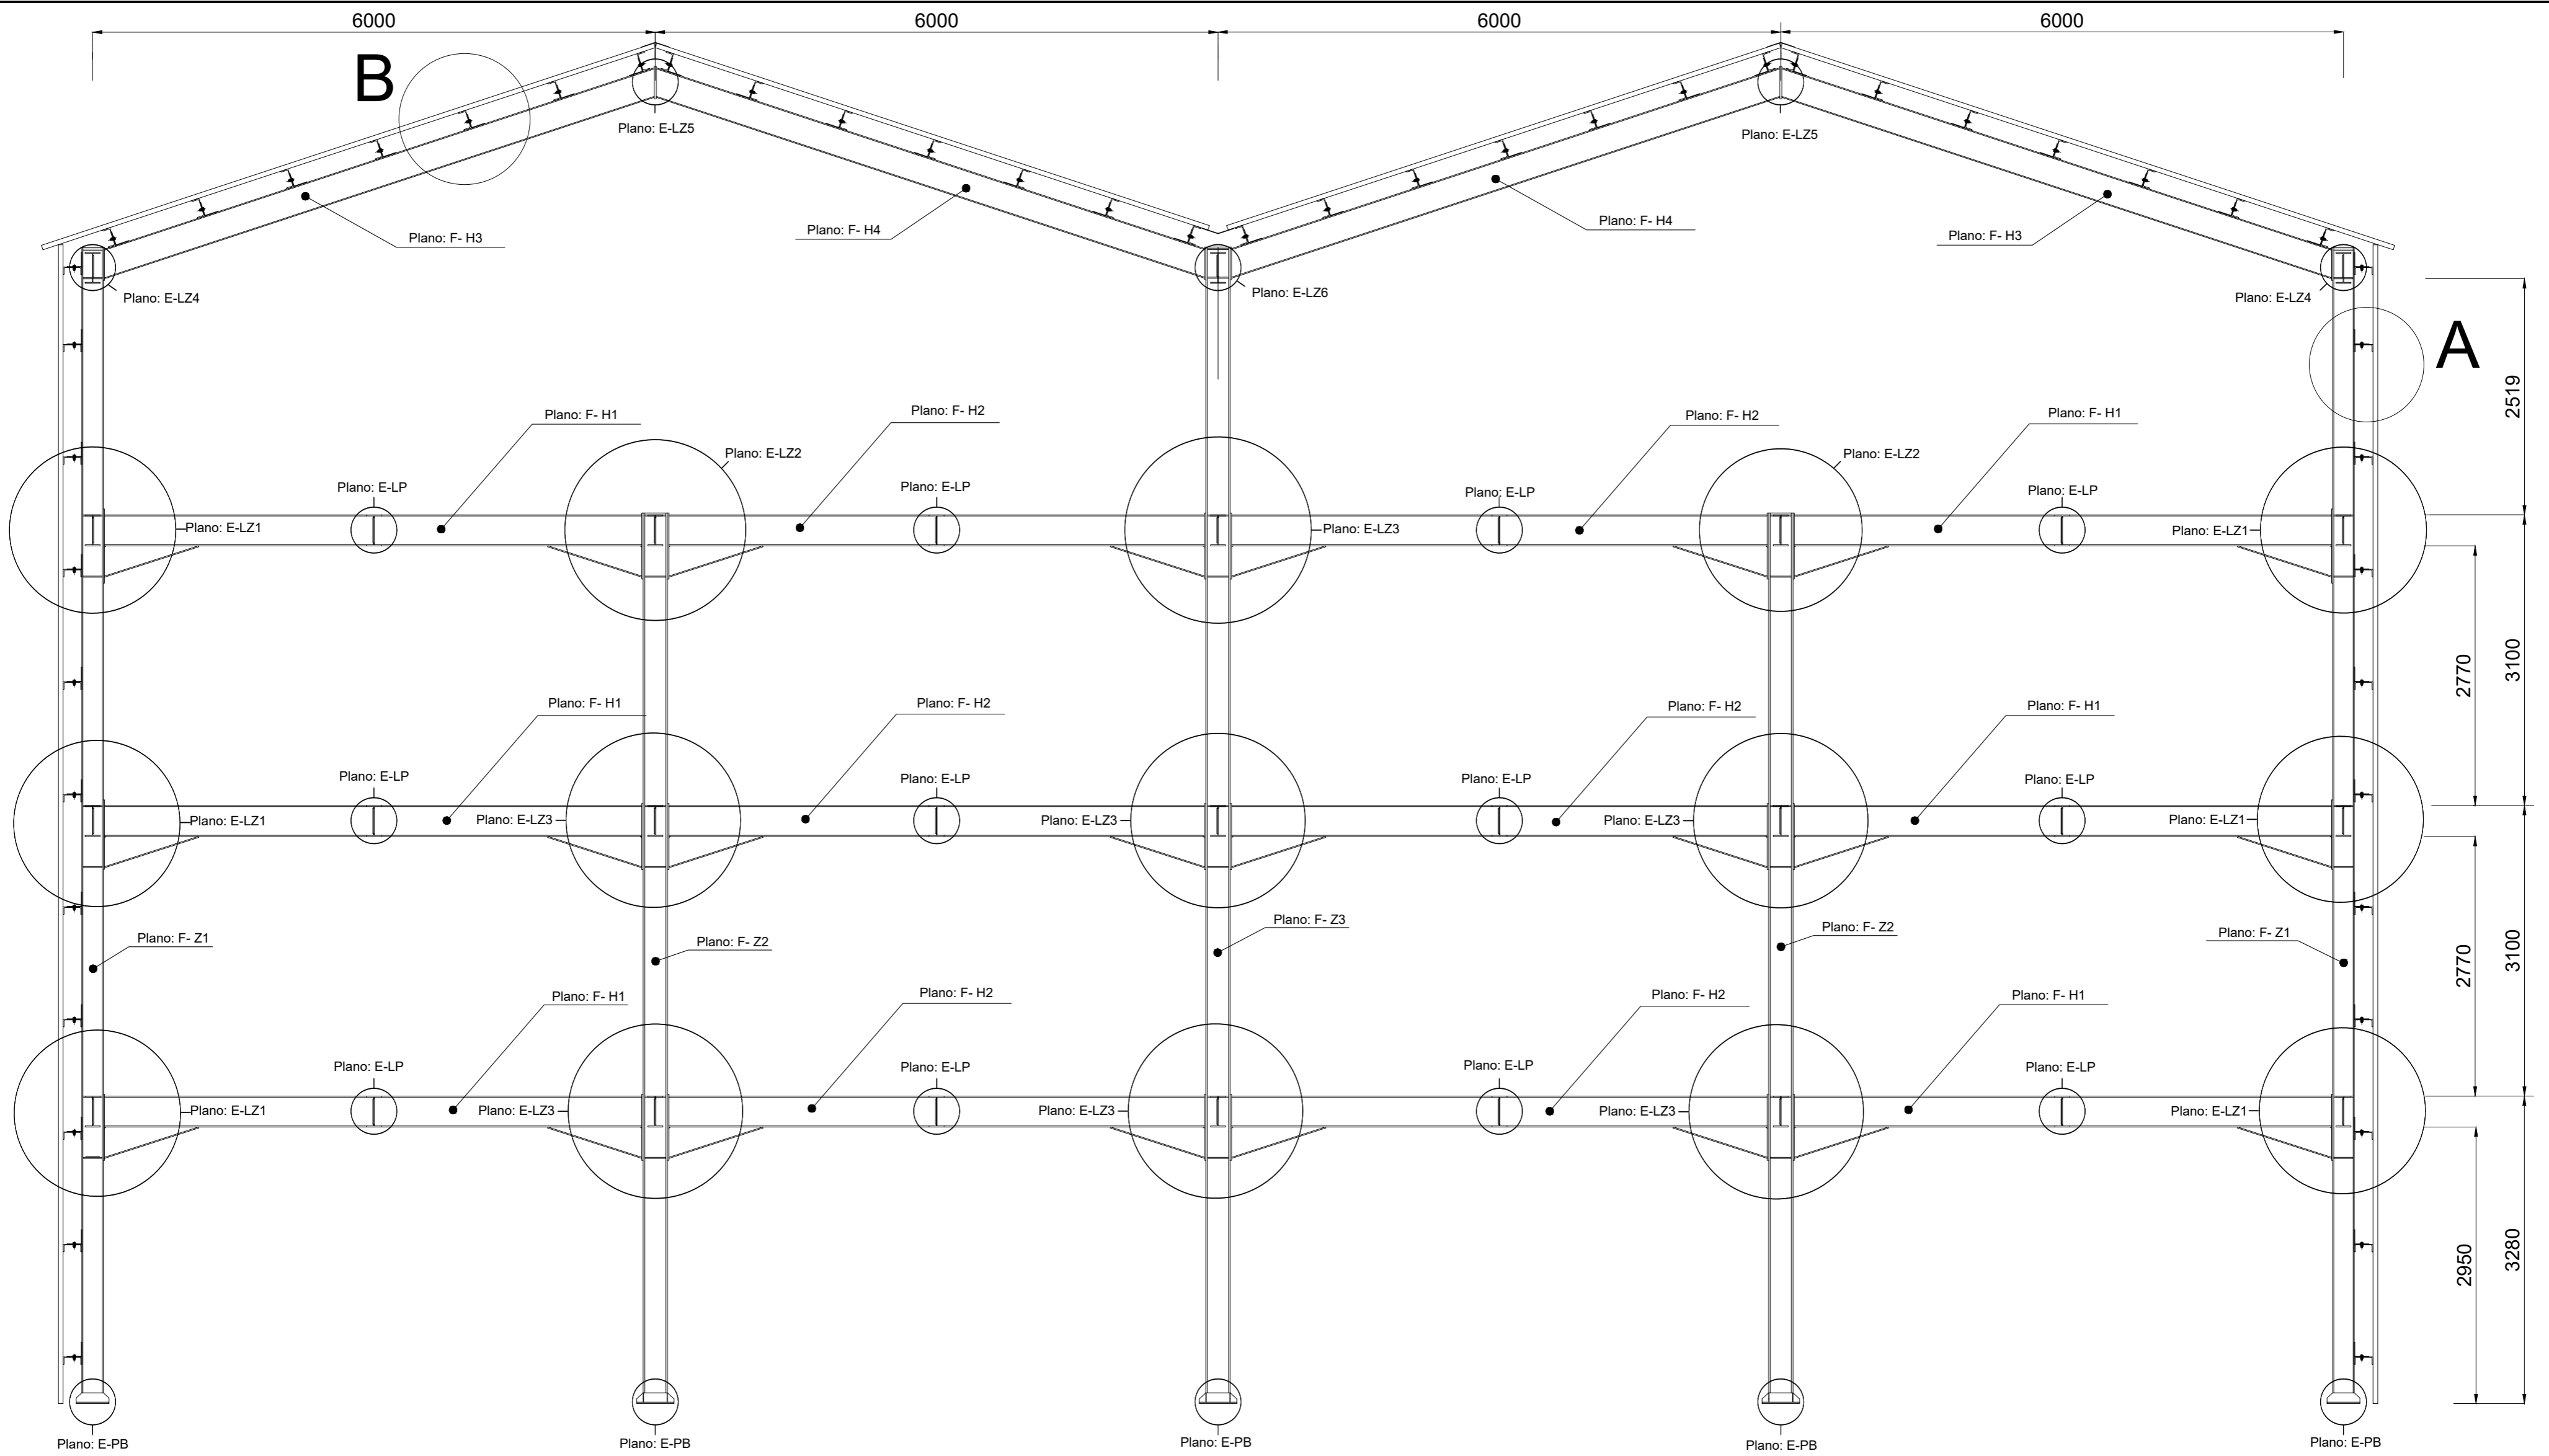 6000
6000
6000
6000
B
Plano: E-LZ5
Plano: E-LZ5
Plano: F- H3
Plano: F- H4
Plano: F- H4
Plano: F- H3
Plano: E-LZ4
Plano: E-LZ6
Plano: E-LZ4
A
2519
Plano: F- H1
Plano: F- H2
Plano: F- H2
Plano: F- H1
Plano: E-LZ2
Plano: E-LZ2
Plano: E-LP
Plano: E-LP
Plano: E-LP
Plano: E-LP
Plano: E-LZ1
Plano: E-LZ3
Plano: E-LZ1
2770
3100
Plano: F- H1
Plano: F- H2
Plano: F- H2
Plano: F- H1
Plano: E-LP
Plano: E-LP
Plano: E-LP
Plano: E-LP
Plano: E-LZ1
Plano: E-LZ3
Plano: E-LZ3
Plano: E-LZ3
Plano: E-LZ1
Plano: F- Z1
Plano: F- Z2
Plano: F- Z3
Plano: F- Z2
Plano: F- Z1
2770
3100
Plano: F- H1
Plano: F- H2
Plano: F- H2
Plano: F- H1
Plano: E-LP
Plano: E-LP
Plano: E-LP
Plano: E-LP
Plano: E-LZ1
Plano: E-LZ3
Plano: E-LZ3
Plano: E-LZ3
Plano: E-LZ1
2950
3280
Plano: E-PB
Plano: E-PB
Plano: E-PB
Plano: E-PB
Plano: E-PB